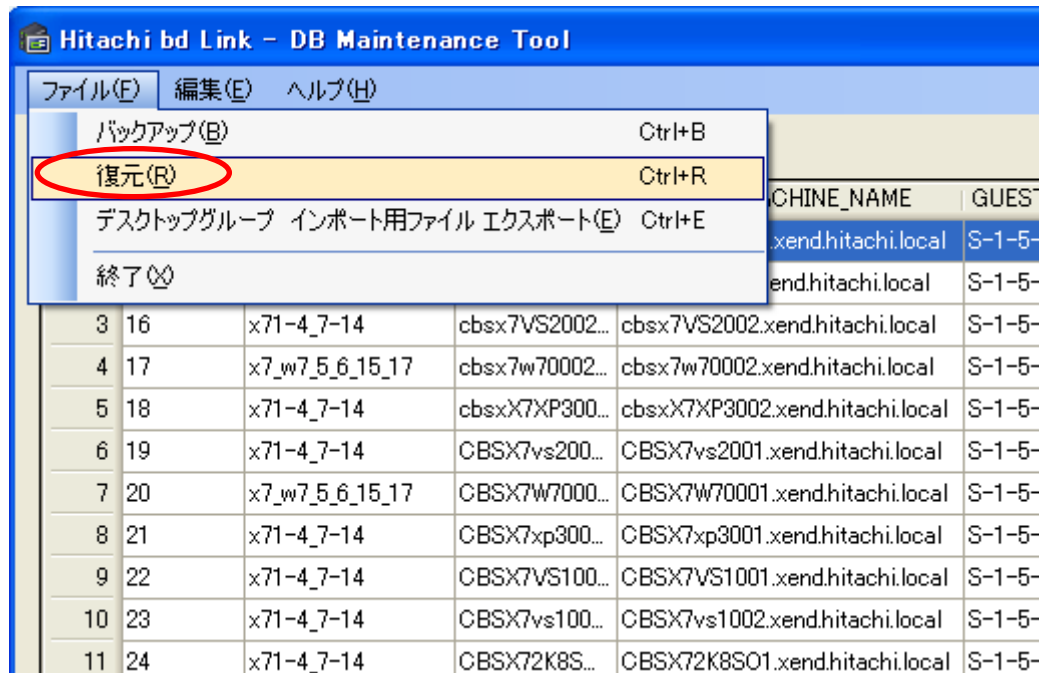 Hitachi bd Link - DB Maintenance Tool
ファイル(F) 編集(E) ヘルプ(H)
バックアップ(B) Ctrl+B
復元(R) Ctrl+R
デスクトップグループ インポート用ファイル エクスポート(E) Ctrl+E
終了(X)
CHINE_NAME GUEST
.xend.hitachi.local S-1-5-
end.hitachi.local S-1-5-
3 16 x71-4_7-14 cbsx7VS2002... cbsx7VS2002.xend.hitachi.local S-1-5-
4 17 x7_w7_5_6_15_17 cbsx7w70002... cbsx7w70002.xend.hitachi.local S-1-5-
5 18 x71-4_7-14 cbsxX7XP300... cbsxX7XP3002.xend.hitachi.local S-1-5-
6 19 x71-4_7-14 CBSX7vs200... CBSX7vs2001.xend.hitachi.local S-1-5-
7 20 x7_w7_5_6_15_17 CBSX7W7000... CBSX7W70001.xend.hitachi.local S-1-5-
8 21 x71-4_7-14 CBSX7xp300... CBSX7xp3001.xend.hitachi.local S-1-5-
9 22 x71-4_7-14 CBSX7VS100... CBSX7VS1001.xend.hitachi.local S-1-5-
10 23 x71-4_7-14 CBSX7vs100... CBSX7vs1002.xend.hitachi.local S-1-5-
11 24 x71-4_7-14 CBSX72K8S... CBSX72K8SO1.xend.hitachi.local S-1-5-